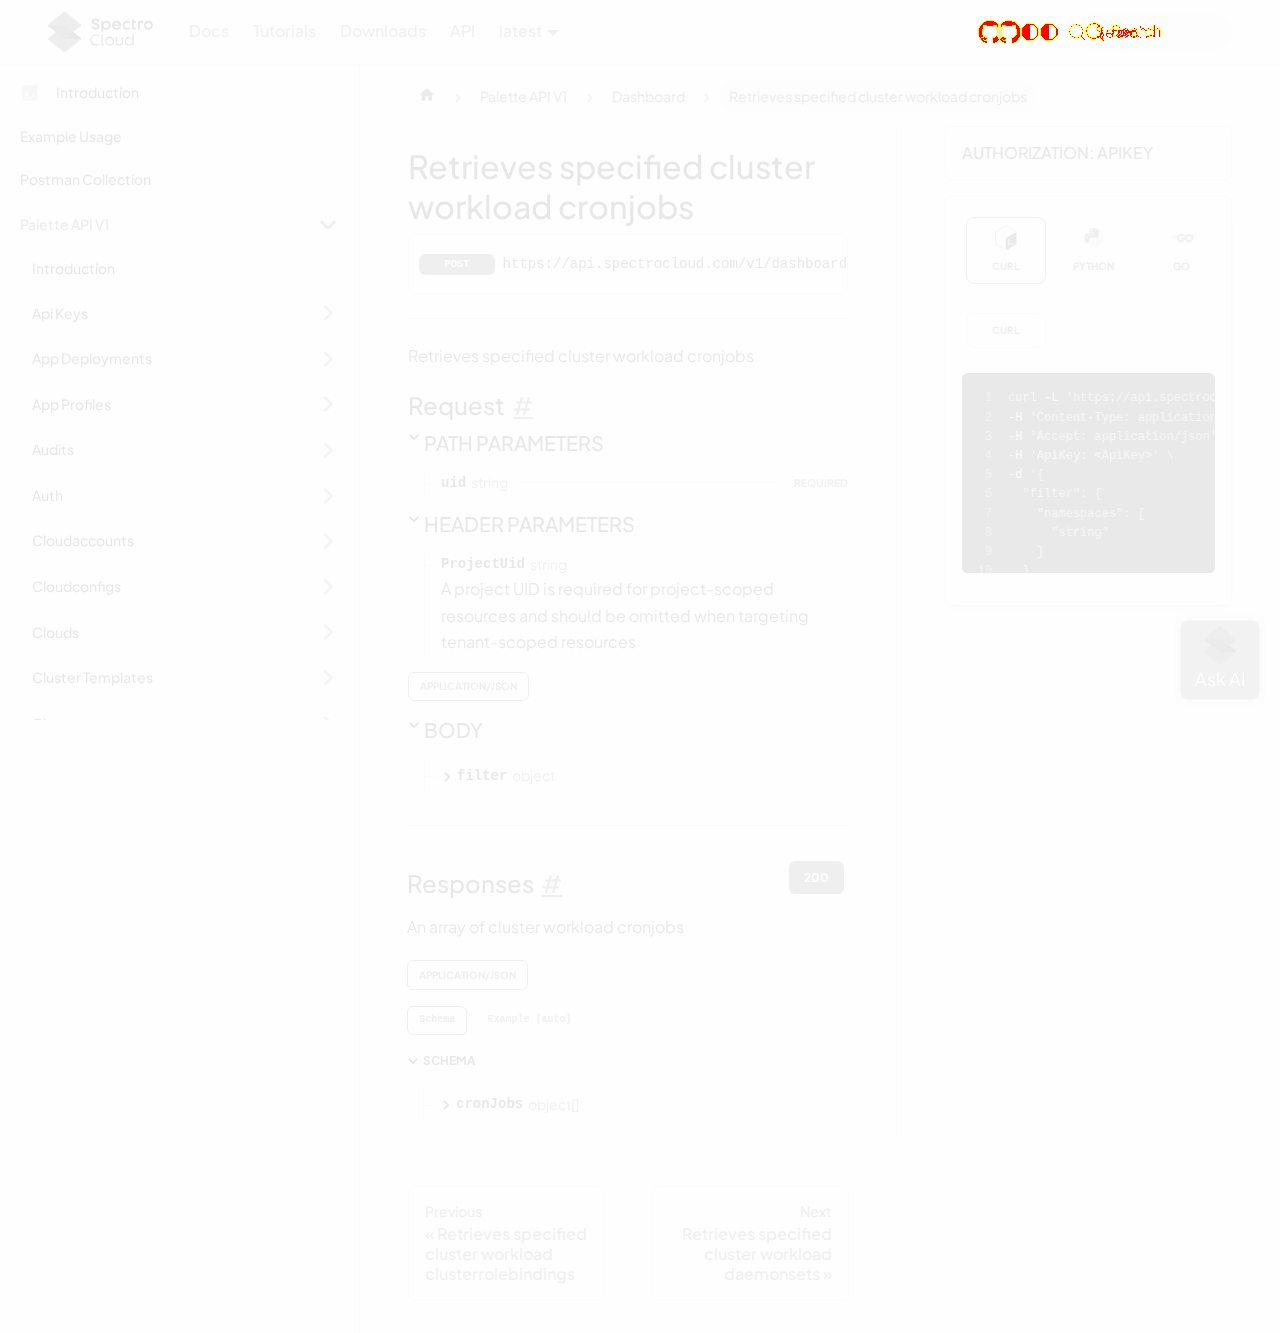 Spectro Cloud
Docs
Tutorials
Downloads
API
latest
Search
Introduction
Example Usage
Postman Collection
Palette API V1
Introduction
Api Keys
App Deployments
App Profiles
Audits
Auth
Cloudaccounts
Cloudconfigs
Clouds
Cluster Templates
Palette API V1
Dashboard
Retrieves specified cluster workload cronjobs
Retrieves specified cluster
workload cronjobs
POST
https://api.spectrocloud.com/v1/dashboard
Retrieves specified cluster workload cronjobs
Request #
PATH PARAMETERS
uid string
REQUIRED
HEADER PARAMETERS
ProjectUid string
A project UID is required for project-scoped
resources and should be omitted when targeting
tenant-scoped resources
APPLICATION/JSON
BODY
filter object
Responses #
200
An array of cluster workload cronjobs
APPLICATION/JSON
Schema
Example (auto)
SCHEMA
cronJobs object[]
Previous
« Retrieves specified
cluster workload
clusterrolebindings
Next
Retrieves specified
cluster workload
daemonsets »
AUTHORIZATION: APIKEY
CURL
PYTHON
GO
GO
CURL
1 curl -L 'https://api.spectroc
2 -H 'Content-Type: application
3 -H 'Accept: application/json'
4 -H 'ApiKey: <ApiKey>' \
5 -d '{
6 "filter": {
7 "namespaces": [
8 "string"
9 ]
10 }
Ask AI